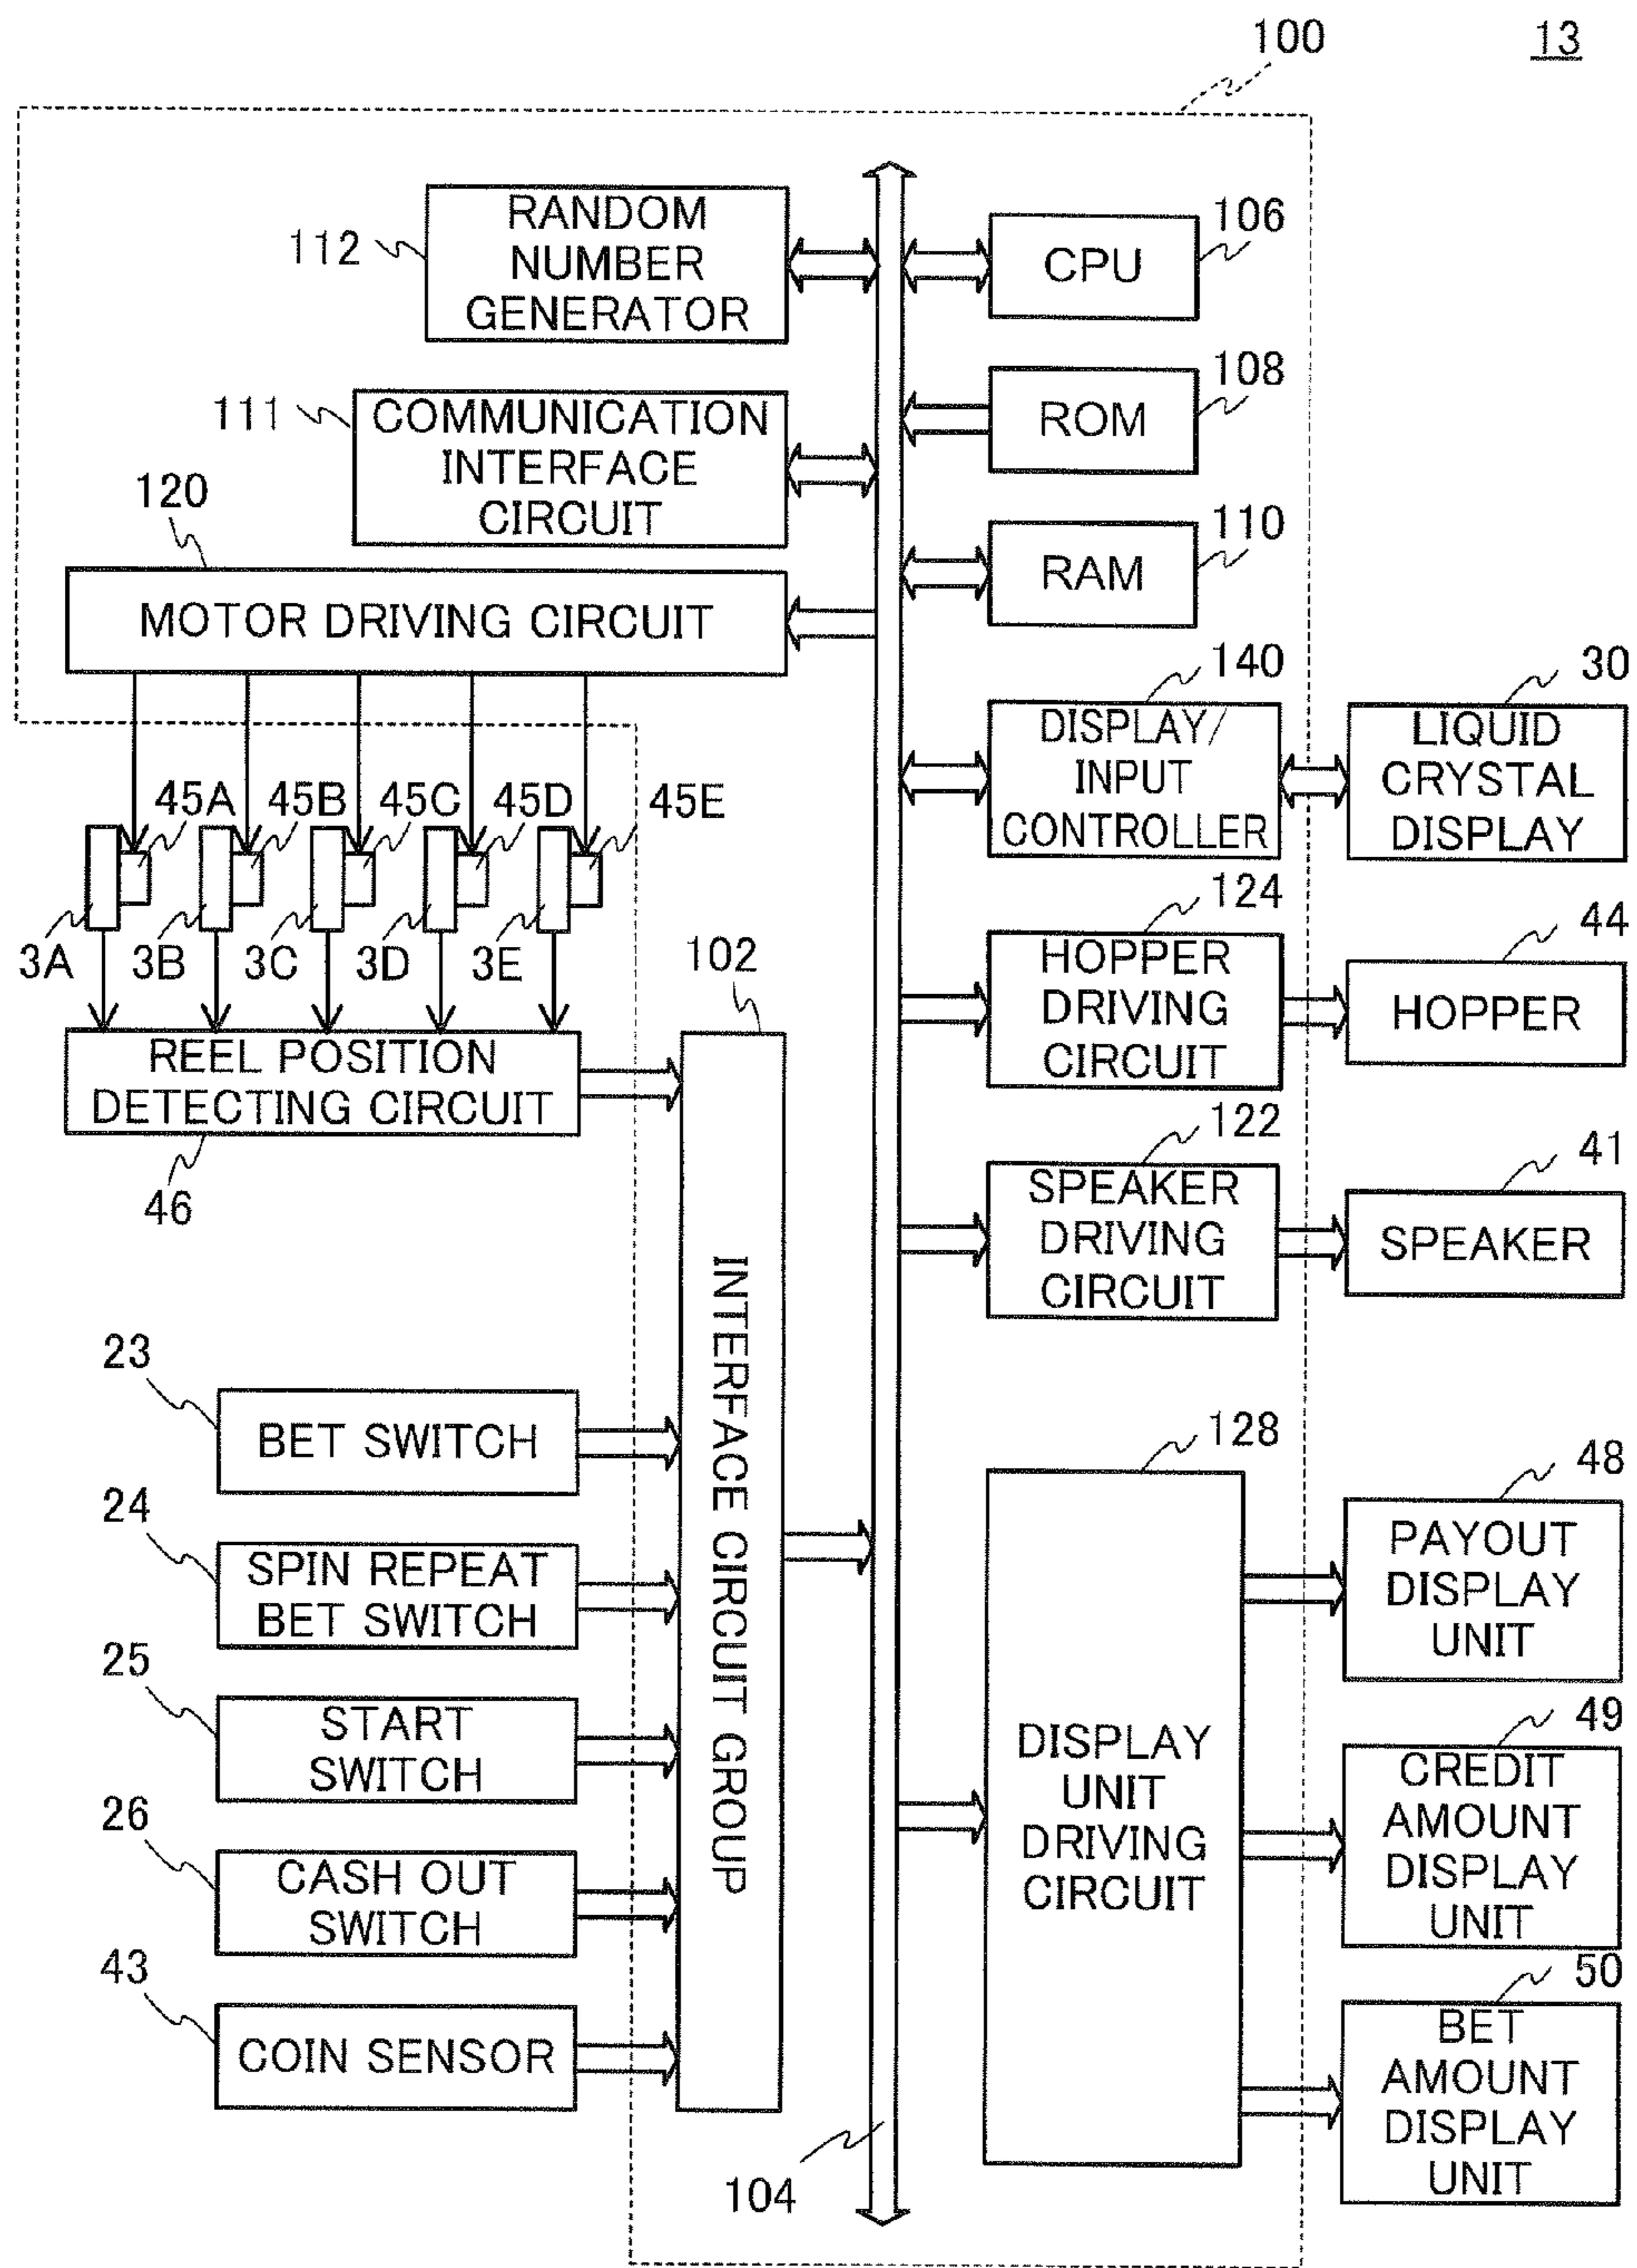 13
100
RANDOM
NUMBER
GENERATOR
112
CPU
106
COMMUNICATION
INTERFACE
CIRCUIT
111
ROM
108
RAM
110
120
MOTOR DRIVING CIRCUIT
140
DISPLAY/
INPUT
CONTROLLER
30
LIQUID
CRYSTAL
DISPLAY
45A
45B
45C
45D
45E
3A
3B
3C
3D
3E
REEL POSITION
DETECTING CIRCUIT
46
102
INTERFACE CIRCUIT GROUP
124
HOPPER
DRIVING
CIRCUIT
44
HOPPER
122
SPEAKER
DRIVING
CIRCUIT
41
SPEAKER
23
BET SWITCH
24
SPIN REPEAT
BET SWITCH
25
START
SWITCH
26
CASH OUT
SWITCH
43
COIN SENSOR
128
DISPLAY
UNIT
DRIVING
CIRCUIT
48
PAYOUT
DISPLAY
UNIT
49
CREDIT
AMOUNT
DISPLAY
UNIT
50
BET
AMOUNT
DISPLAY
UNIT
104